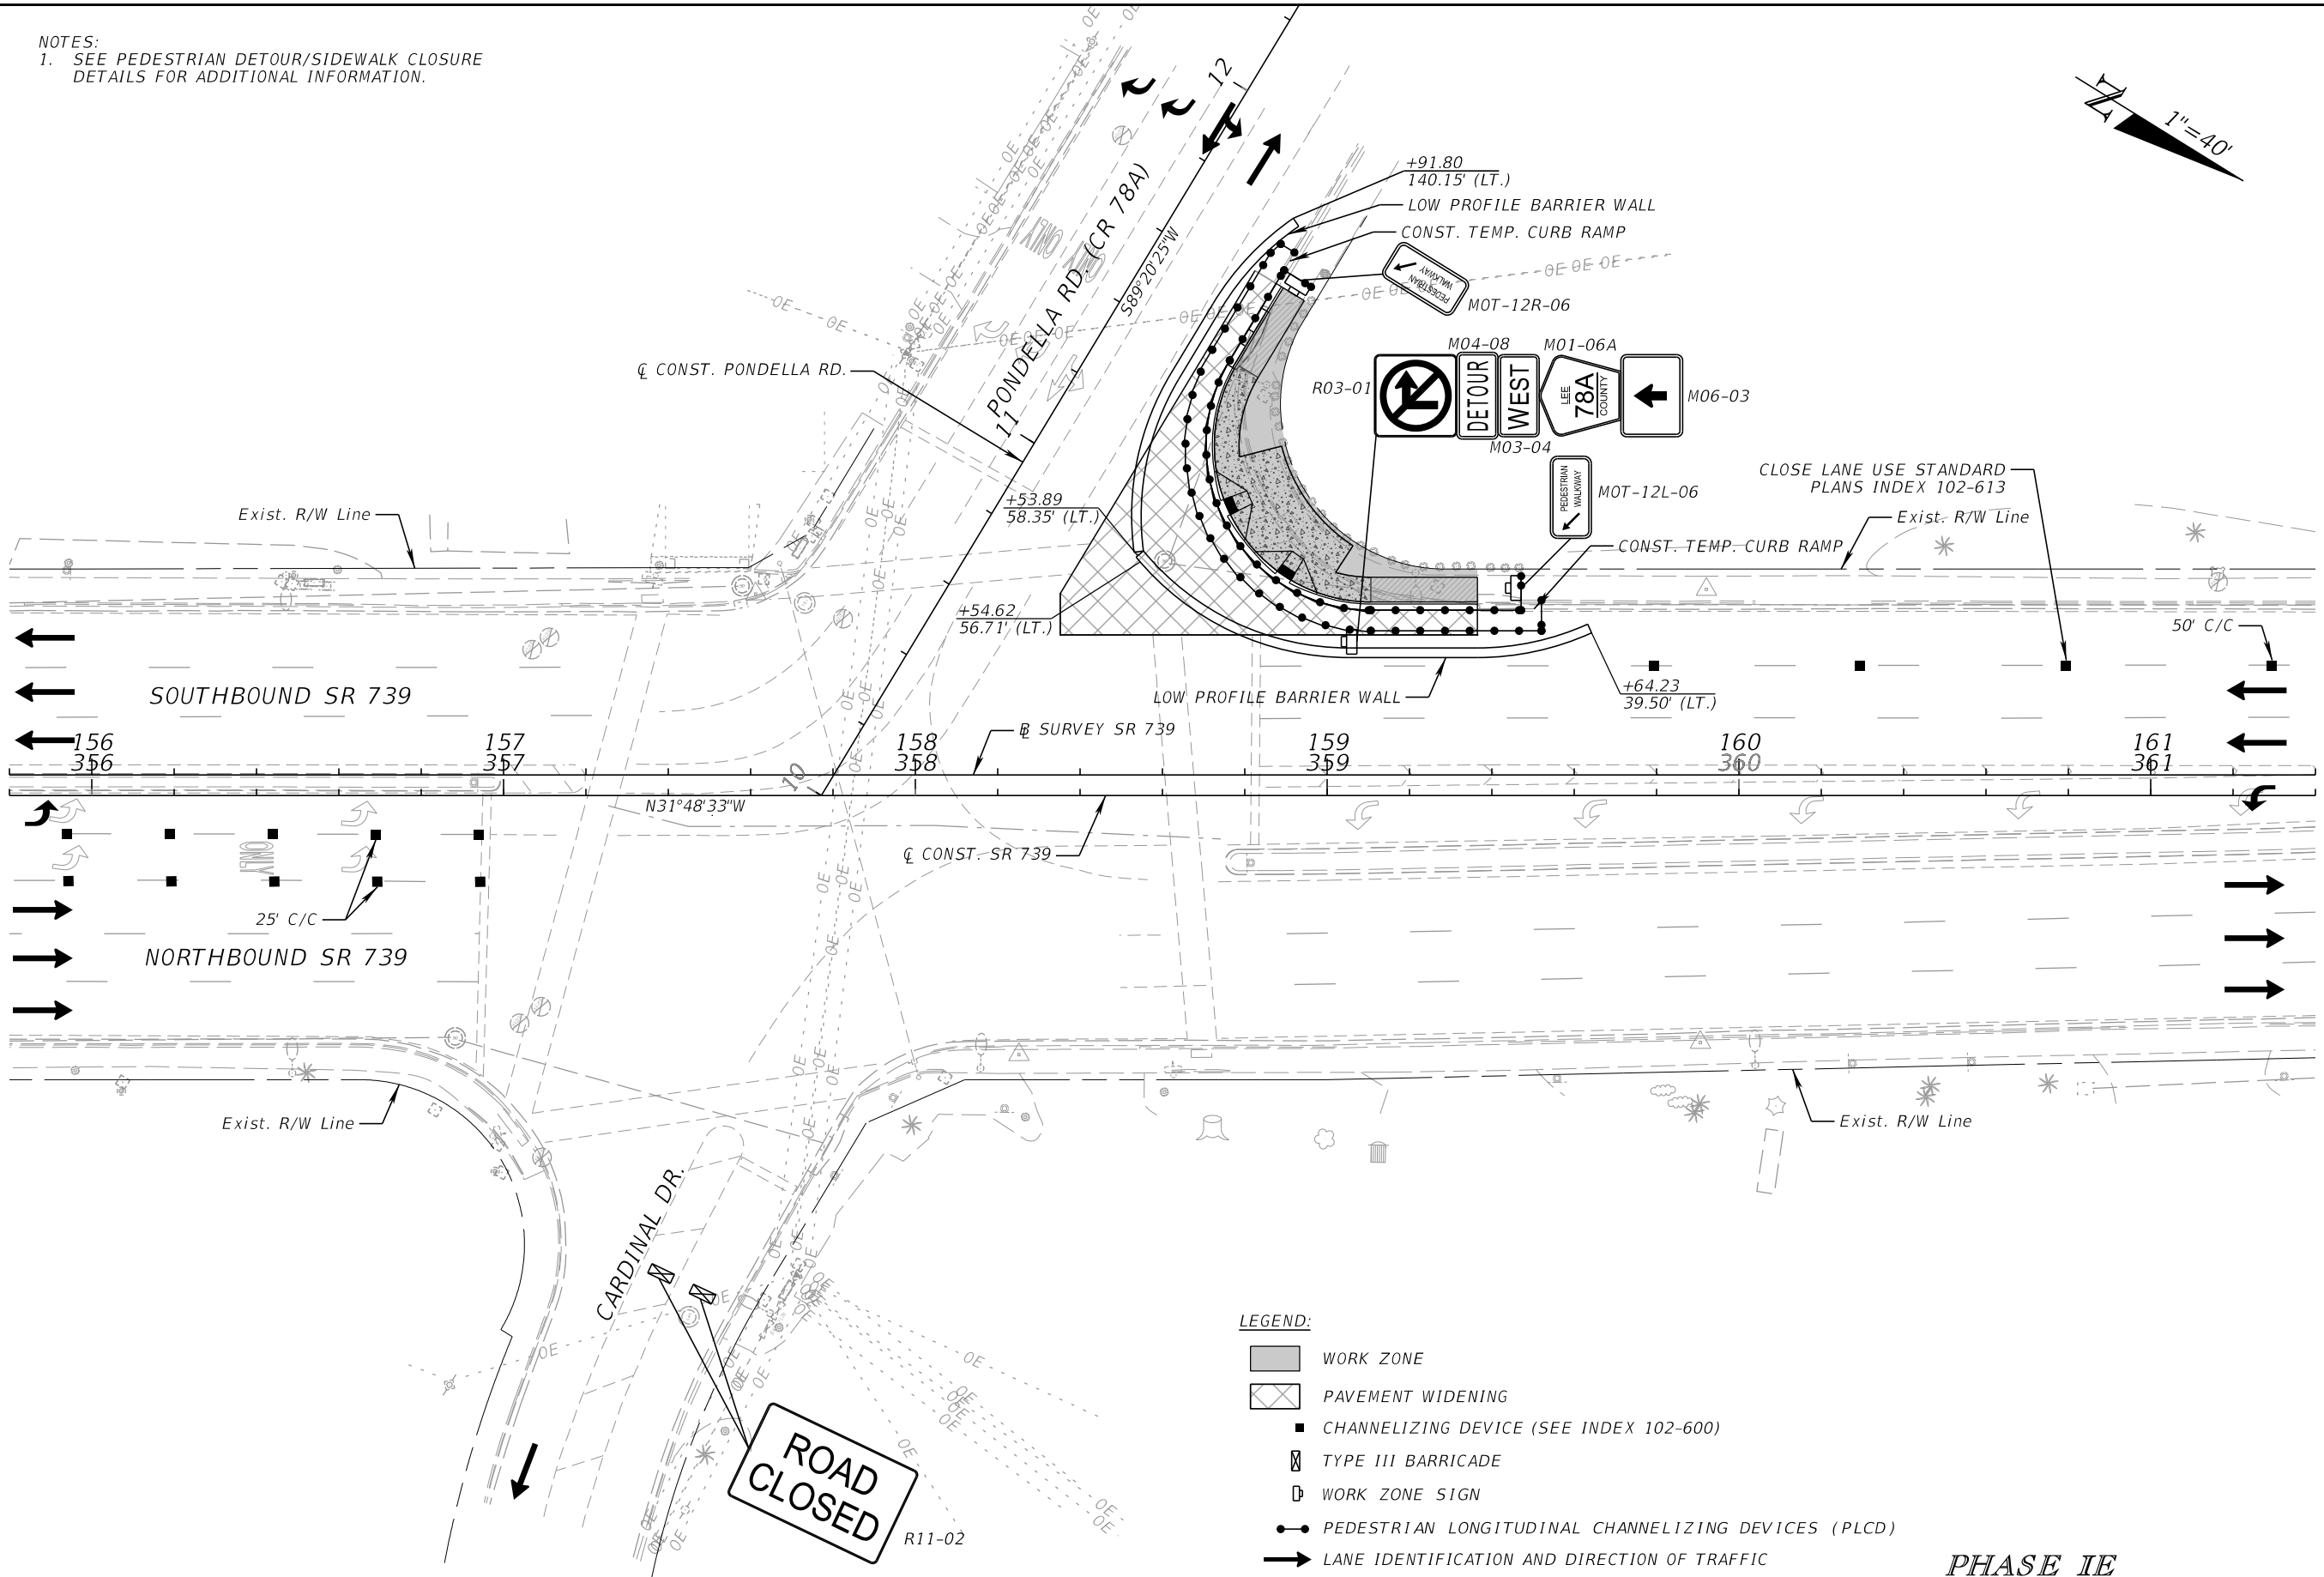 NOTES:
1. SEE PEDESTRIAN DETOUR/SIDEWALK CLOSURE
DETAILS FOR ADDITIONAL INFORMATION.
N
1"=40'
12
PONDELLA RD. (CR 78A)
S89°20'25"W
11
ONLY
℄ CONST. PONDELLA RD.
+91.80
140.15' (LT.)
LOW PROFILE BARRIER WALL
CONST. TEMP. CURB RAMP
PEDESTRIAN
WALKWAY
MOT-12R-06
M04-08
M01-06A
R03-01
DETOUR
WEST
LEE
78A
COUNTY
M06-03
M03-04
PEDESTRIAN
WALKWAY
MOT-12L-06
CLOSE LANE USE STANDARD
PLANS INDEX 102-613
Exist. R/W Line
Exist. R/W Line
CONST. TEMP. CURB RAMP
+53.89
58.35' (LT.)
+54.62
56.71' (LT.)
50' C/C
SOUTHBOUND SR 739
LOW PROFILE BARRIER WALL
+64.23
39.50' (LT.)
B͟L SURVEY SR 739
156
356
157
357
158
358
159
359
160
360
161
361
10
N31°48'33"W
℄ CONST. SR 739
ONLY
25' C/C
NORTHBOUND SR 739
Exist. R/W Line
Exist. R/W Line
CARDINAL DR.
OE
ROAD
CLOSED
R11-02
LEGEND:
WORK ZONE
PAVEMENT WIDENING
CHANNELIZING DEVICE (SEE INDEX 102-600)
TYPE III BARRICADE
WORK ZONE SIGN
PEDESTRIAN LONGITUDINAL CHANNELIZING DEVICES (PLCD)
LANE IDENTIFICATION AND DIRECTION OF TRAFFIC
PHASE IE